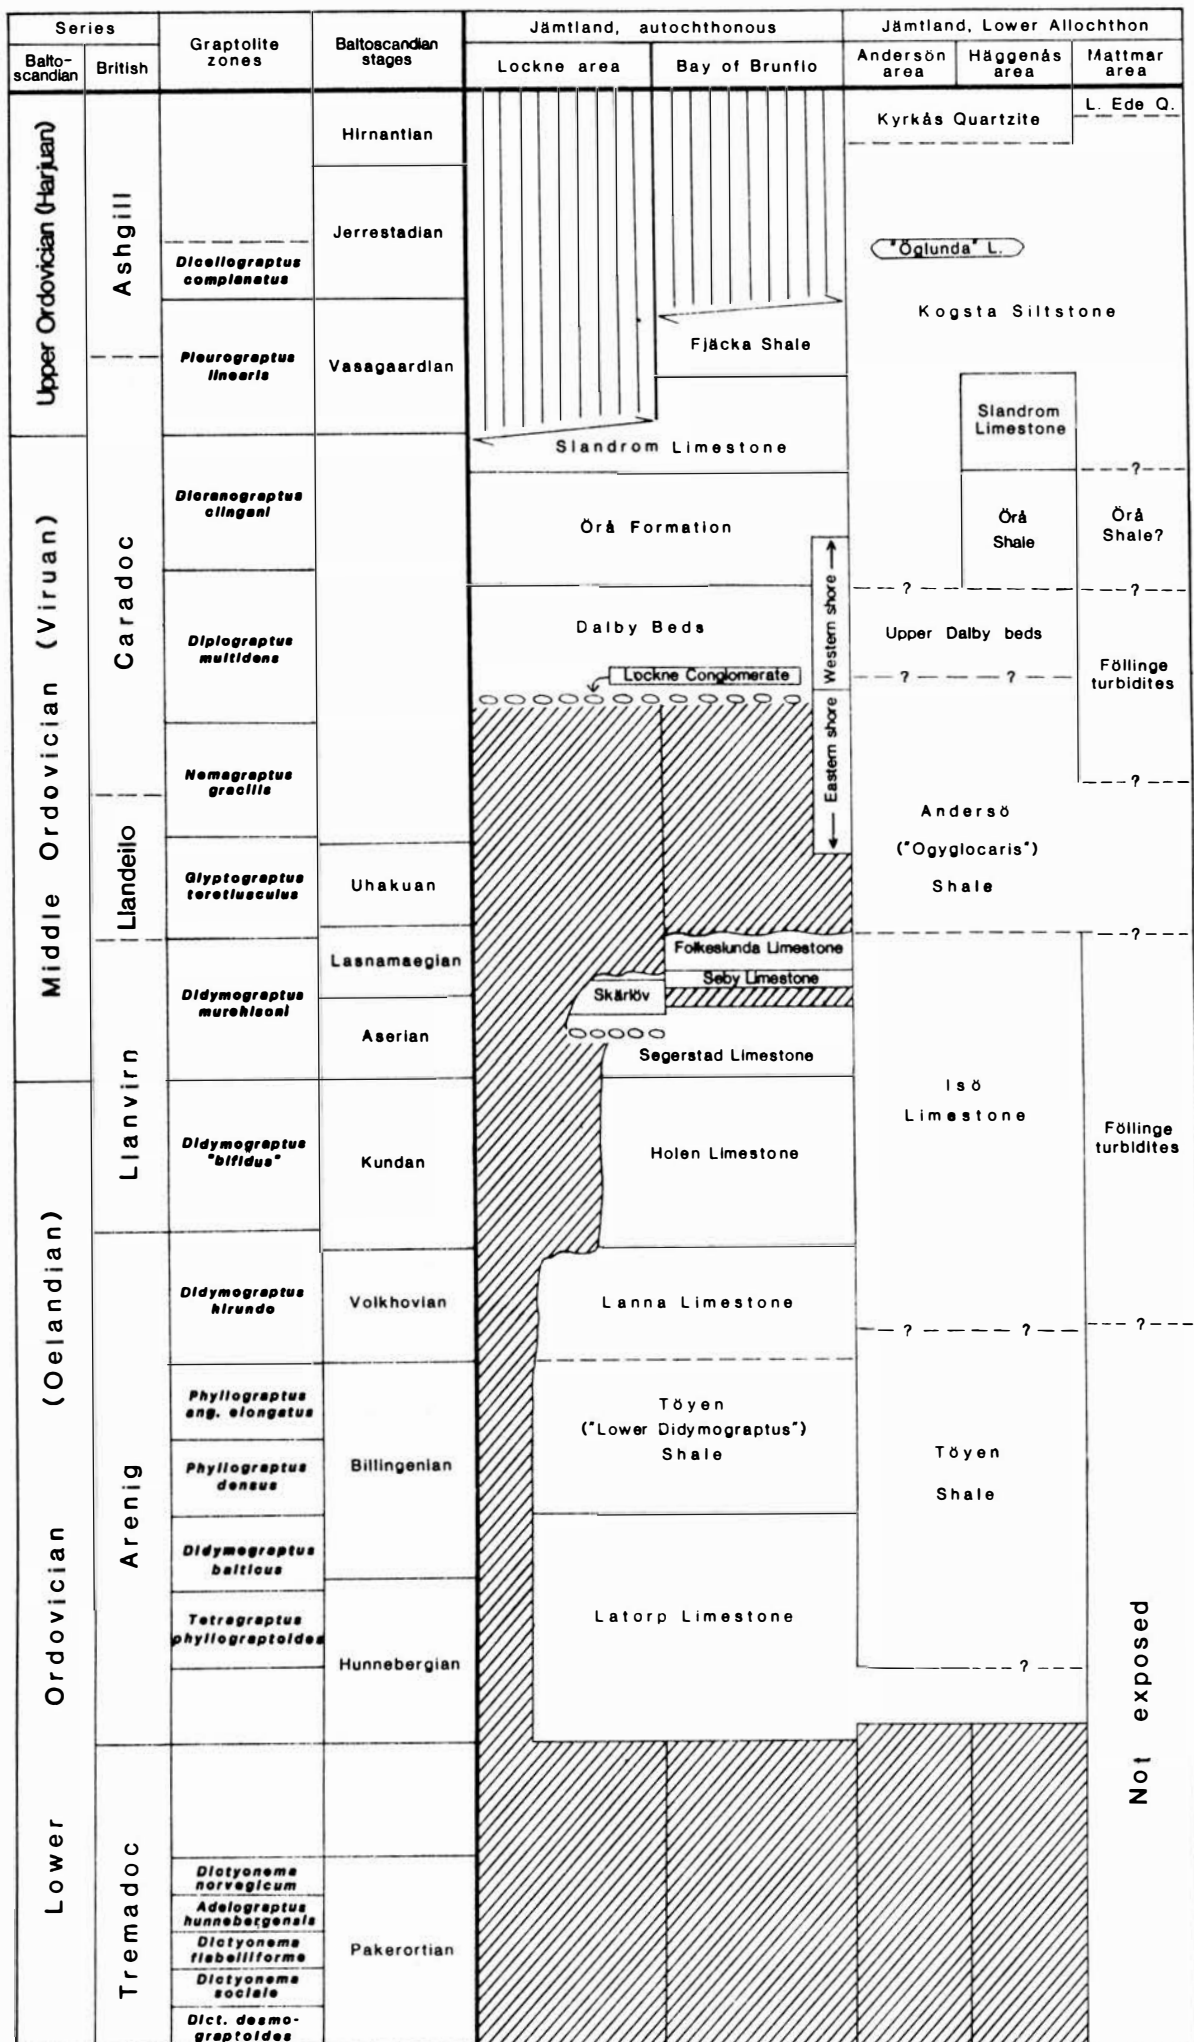 Series
Balto-
scandian
British
Graptolite
zones
Baltoscandian
stages
Jämtland, autochthonous
Lockne area
Bay of Brunflo
Jämtland, Lower Allochthon
Andersön
area
Häggenås
area
Mattmar
area
Upper Ordovician (Harjuan)
Middle Ordovician (Viruan)
Lower Ordovician (Oelandian)
Ashgill
Caradoc
Llandeilo
Llanvirn
Arenig
Tremadoc
Dicellograptus
complanatus
Pleurograptus
linearis
Dicranograptus
clingani
Diplograptus
multidens
Nemagraptus
gracilis
Glyptograptus
teretiusculus
Didymograptus
murchisoni
Didymograptus
"bifidus"
Didymograptus
hirundo
Phyllograptus
ang. elongatus
Phyllograptus
densus
Didymograptus
balticus
Tetragraptus
phyllograptoides
Dictyonema
norvegicum
Adelograptus
hunnebergensis
Dictyonema
flabelliforme
Dictyonema
sociale
Dict. desmo-
graptoides
Hirnantian
Jerrestadian
Vasagaardian
Uhakuan
Lasnamaegian
Aserian
Kundan
Volkhovian
Billingenian
Hunnebergian
Pakerortian
Fjäcka Shale
Slandrom Limestone
Örå Formation
Dalby Beds
Lockne Conglomerate
Western shore
Eastern shore
Folkeslunda Limestone
Seby Limestone
Skärlöv
Segerstad Limestone
Holen Limestone
Lanna Limestone
Töyen
("Lower Didymograptus")
Shale
Latorp Limestone
Kyrkås Quartzite
L. Ede Q.
"Öglunda" L.
Kogsta Siltstone
Slandrom
Limestone
?
Örå
Shale
Örå
Shale?
?
?
Upper Dalby beds
?
?
Föllinge
turbidites
?
Andersö
("Ogygiocaris")
Shale
?
Isö
Limestone
Föllinge
turbidites
?
?
?
Töyen
Shale
?
Not exposed